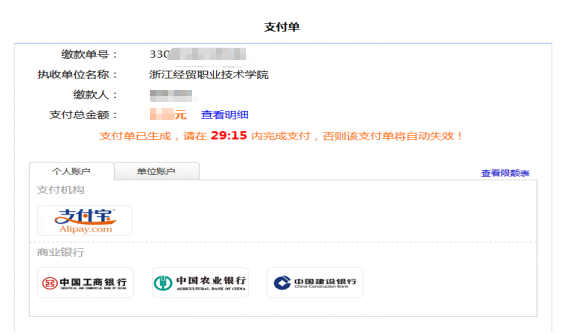 支付单
缴款单号： 330
执收单位名称： 浙江经贸职业技术学院
缴款人：
支付总金额： 元 查看明细
支付单已生成，请在 29:15 内完成支付，否则该支付单将自动失效！
个人账户 单位账户 查看限额表
支付机构
支付宝
Alipay.com
商业银行
中国工商银行 中国农业银行 中国建设银行
INDUSTRIAL AND COMMERCIAL BANK OF CHINA AGRICULTURAL BANK OF CHINA China Construction Bank